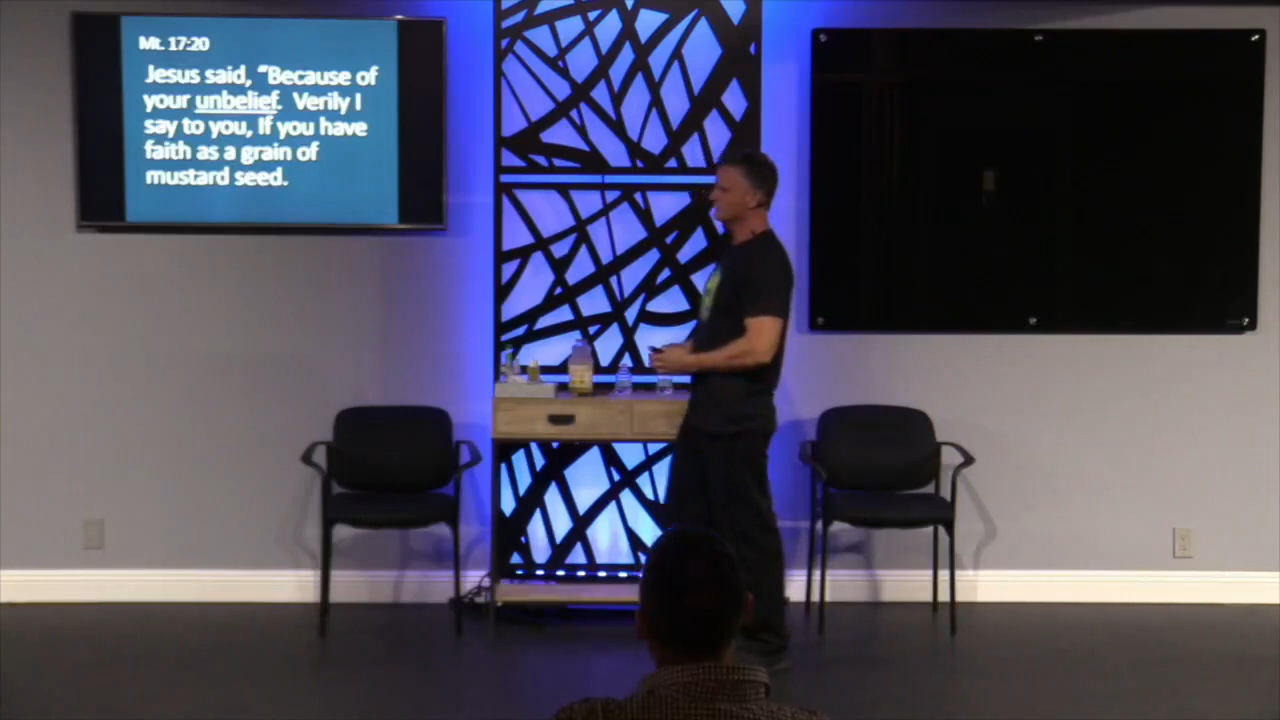 Mt. 17:20
Jesus said, “Because of
your unbelief. Verily I
say to you, If you have
faith as a grain of
mustard seed.